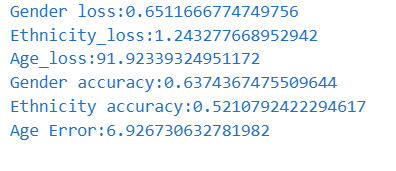 Gender loss:0.6511666774749756
Ethnicity_loss:1.243277668952942
Age_loss:91.92339324951172
Gender accuracy:0.6374367475509644
Ethnicity accuracy:0.5210792422294617
Age Error:6.926730632781982